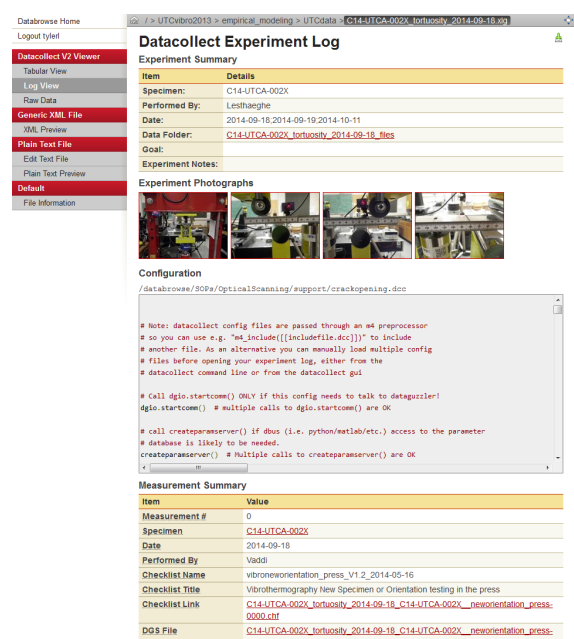 Databrowse Home
Logout tylerl
Datacollect V2 Viewer
Tabular View
Log View
Raw Data
Generic XML File
XML Preview
Plain Text File
Edit Text File
Plain Text Preview
Default
File Information
/ > UTCvibro2013 > empirical_modeling > UTCdata > C14-UTCA-002X_tortuosity_2014-09-18.xlg
Datacollect Experiment Log
Experiment Summary
Item Details
Specimen: C14-UTCA-002X
Performed By: Lesthaeghe
Date: 2014-09-18;2014-09-19;2014-10-11
Data Folder: C14-UTCA-002X_tortuosity_2014-09-18_files
Goal:
Experiment Notes:
Experiment Photographs
Configuration
/databrowse/SOPs/OpticalScanning/support/crackopening.dcc
# Note: datacollect config files are passed through an m4 preprocessor
# so you can use e.g. "m4_include([[includefile.dcc]])" to include
# another file. As an alternative you can manually load multiple config
# files before opening your experiment log, either from the
# datacollect command line or from the datacollect gui
# Call dgio.startcomm() ONLY if this config needs to talk to dataguzzler!
dgio.startcomm() # multiple calls to dgio.startcomm() are OK
# call createparamserver() if dbus (i.e. python/matlab/etc.) access to the parameter
# database is likely to be needed.
createparamserver() # Multiple calls to createparamserver() are OK
Measurement Summary
Item Value
Measurement # 0
Specimen C14-UTCA-002X
Date 2014-09-18
Performed By Vaddi
Checklist Name vibroneworientation_press_V1.2_2014-05-16
Checklist Title Vibrothermography New Specimen or Orientation testing in the press
Checklist Link C14-UTCA-002X_tortuosity_2014-09-18_C14-UTCA-002X__neworientation_press-
0000.chf
DGS File C14-UTCA-002X_tortuosity_2014-09-18_C14-UTCA-002X__neworientation_press-